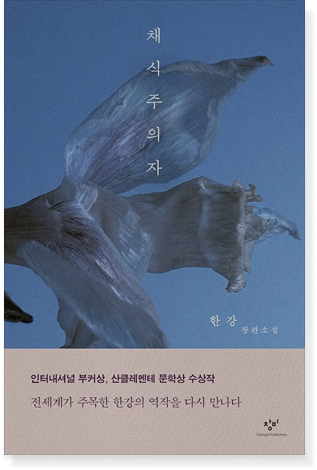 채식주의자
한강
장편소설
인터내셔널 부커상, 산클레멘테 문학상 수상작
전세계가 주목한 한강의 역작을 다시 만나다
창비
Changbi Publishers